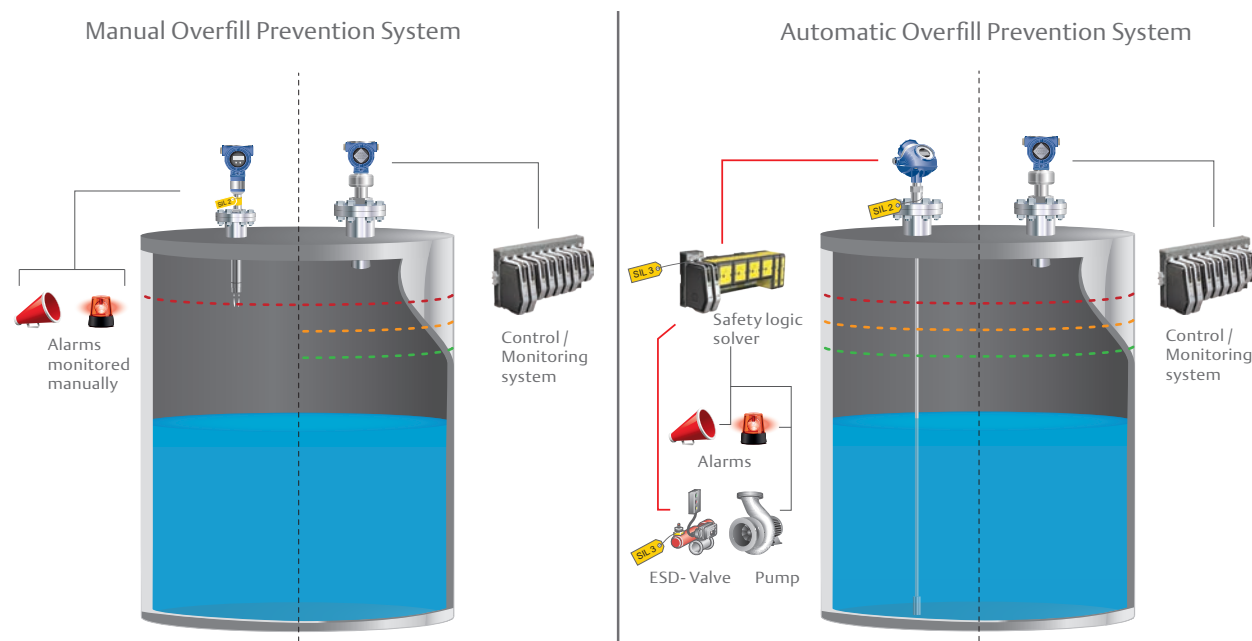 Manual Overfill Prevention System
SIL 2
Alarms
monitored
manually
Control /
Monitoring
system
Automatic Overfill Prevention System
SIL 2
SIL 3
Safety logic
solver
Alarms
SIL 3
ESD- Valve
Pump
Control /
Monitoring
system